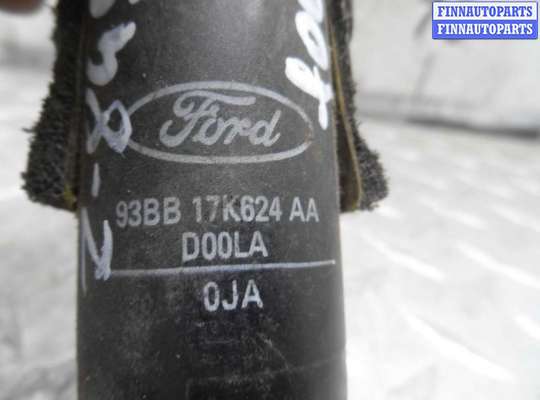 FINNAUTOPARTS
FINNAUTOPARTS
Ford
93BB 17K624 AA
D00LA
0JA